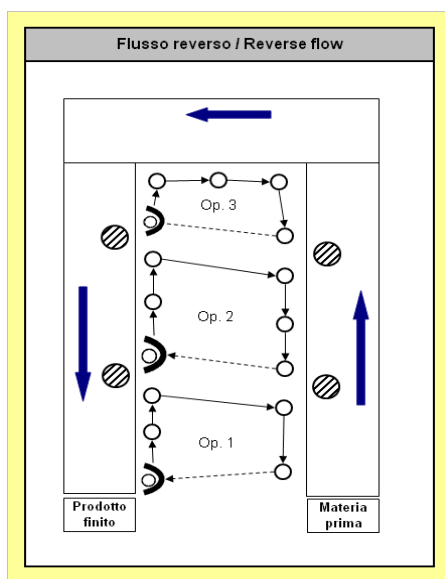 Flusso reverso / Reverse flow
Op. 3
Op. 2
Op. 1
Prodotto
finito
Materia
prima